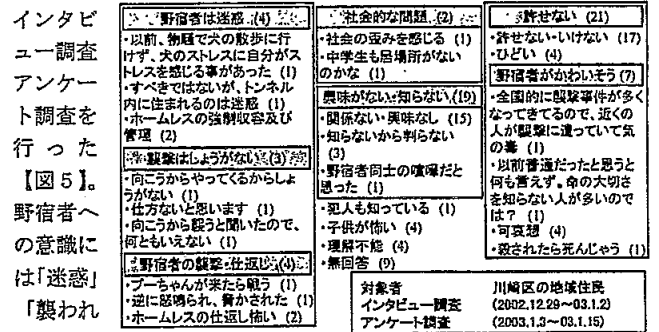 インタビ
ュー調査
アンケー
ト調査を
行った
【図5】。
野宿者へ
の意識に
は「迷惑」
「襲われ
野宿者は迷惑 (4)
・以前、物騒で犬の散歩に行
けず、犬のストレスに自分がス
トレスを感じる事があった (1)
・すべきではないが、トンネル
内に住まれるのは迷惑 (1)
・ホームレスの強制収容及び
管理 (2)
襲撃はしょうがない (3)
・向こうからやってくるからしょ
うがない (1)
・仕方ないと思います (1)
・向こうから殴うと聞いたので、
何ともいえない (1)
野宿者の襲撃・仕返し (4)
・プーちゃんが来たら戦う (1)
・逆に怒鳴られ、脅かされた (1)
・ホームレスの仕返し怖い (2)
社会的な問題 (2)
・社会の歪みを感じる (1)
・中学生も居場所がない
のかな (1)
興味がない・知らない (19)
・関係ない・興味なし (15)
・知らないから判らない
(3)
・野宿者同士の喧嘩だと
思った (1)
・犯人も知っている (1)
・子供が怖い (4)
・理解不能 (4)
・無回答 (9)
許せない (21)
・許せない・いけない (17)
・ひどい (4)
野宿者がかわいそう (7)
・全国的に襲撃事件が多く
なってきてるので、近くの
人が襲撃に遭っていて気
の毒 (1)
・以前普通だったと思うと
何も言えず。命の大切さ
を知らない人が多いので
は? (1)
・可哀想 (4)
・殺されたら死んじゃう (1)
対象者 川崎区の地域住民
インタビュー調査 (2002.12.29~03.1.2)
アンケート調査 (2003.1.3~03.1.15)